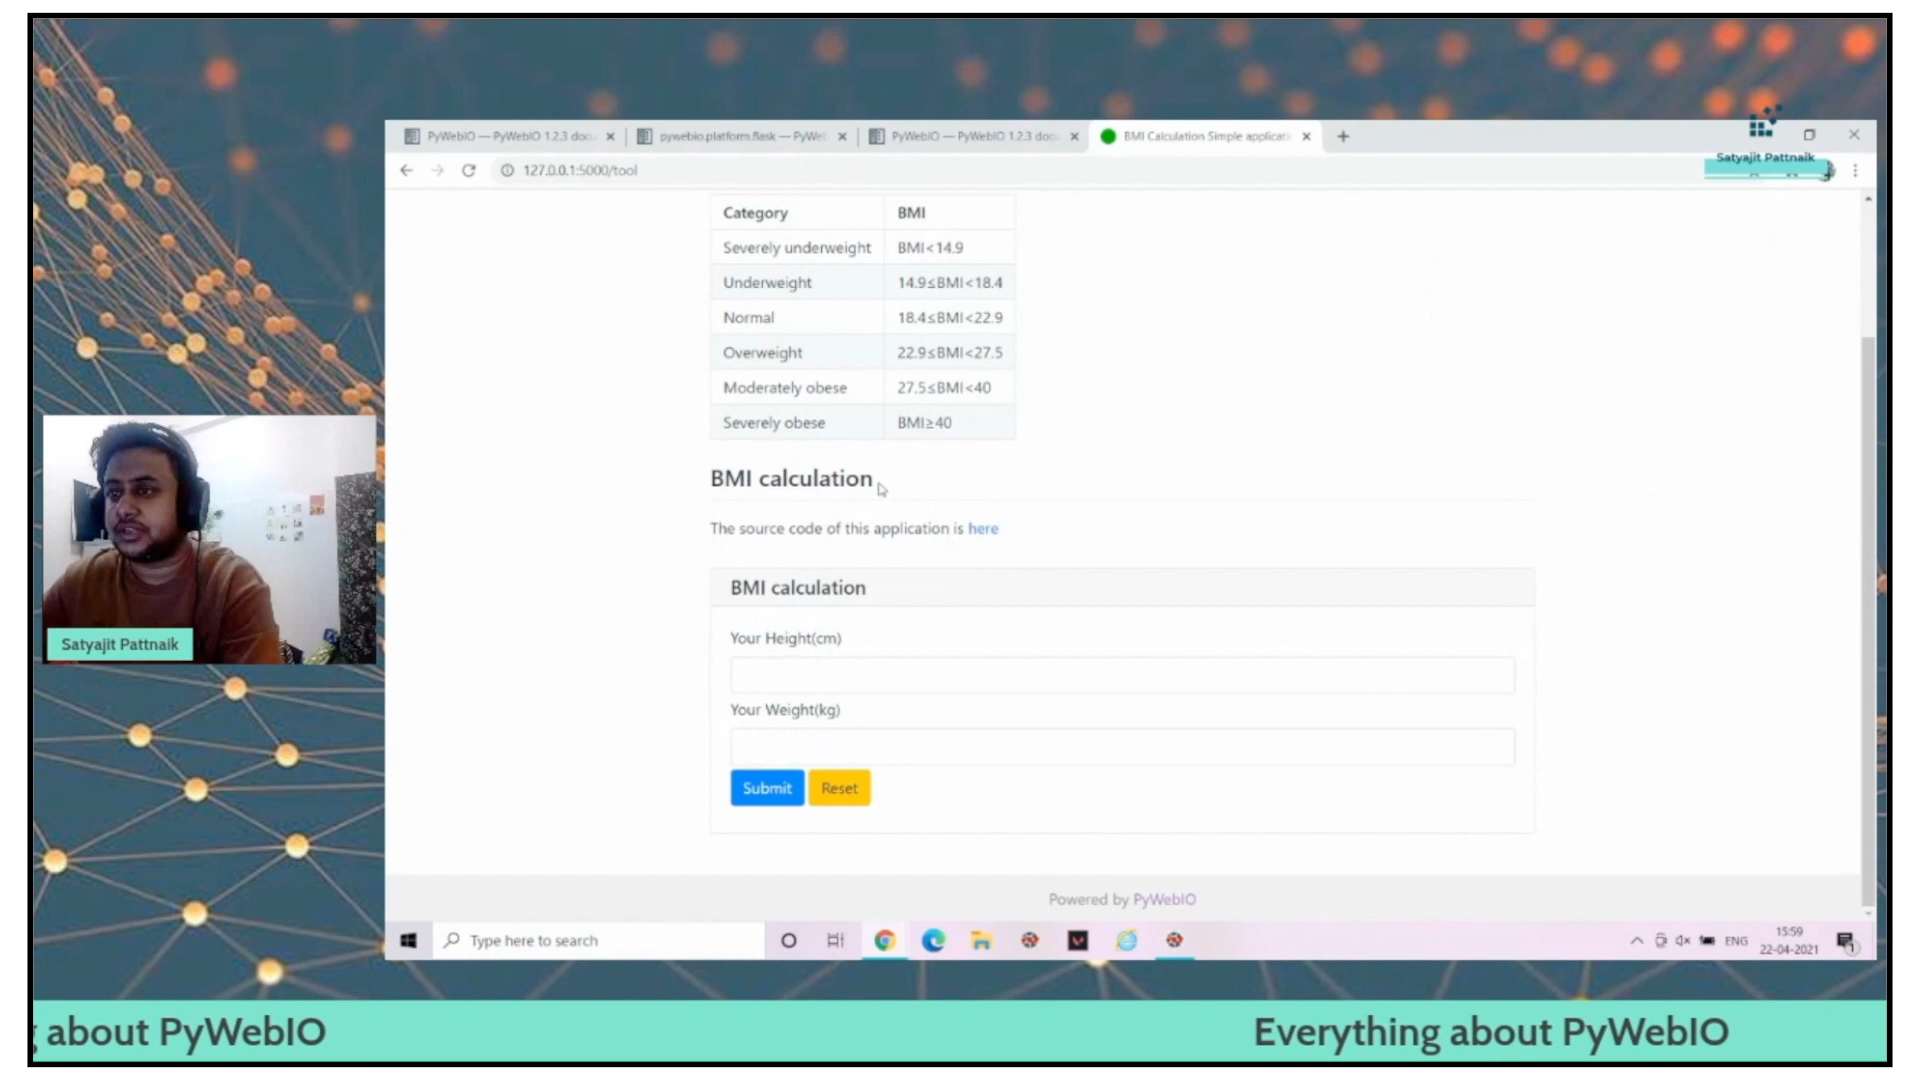 PyWebIO — PyWebIO 1.2.3 docu
pywebio.platform.flask — PyWeb
PyWebIO — PyWebIO 1.2.3 docu
BMI Calculation Simple applicati
127.0.0.1:5000/tool
Satyajit Pattnaik
Category BMI
Severely underweight BMI<14.9
Underweight 14.9≤BMI<18.4
Normal 18.4≤BMI<22.9
Overweight 22.9≤BMI<27.5
Moderately obese 27.5≤BMI<40
Severely obese BMI≥40
BMI calculation
The source code of this application is here
BMI calculation
Your Height(cm)
Your Weight(kg)
Submit Reset
Powered by PyWebIO
Satyajit Pattnaik
Type here to search
ENG
15:59
22-04-2021
1
about PyWebIO
Everything about PyWebIO